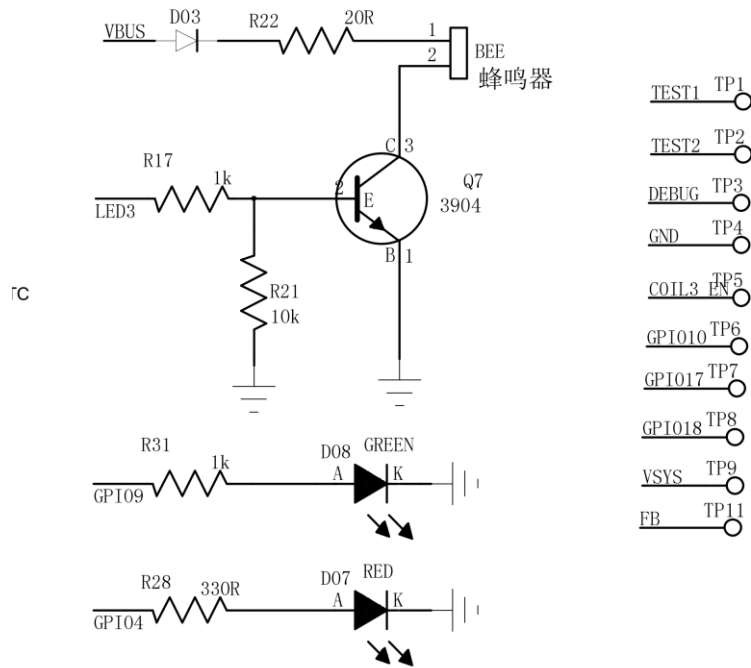 VBUS
D03
R22
20R
1
2
BEE
蜂鸣器
R17
1k
LED3
C
3
2
E
Q7
3904
B
1
R21
10k
TC
R31
1k
GPIO9
D08
GREEN
A
K
R28
330R
GPIO4
D07
RED
A
K
TEST1
TP1
TEST2
TP2
DEBUG
TP3
GND
TP4
COIL3_EN
TP5
GPIO10
TP6
GPIO17
TP7
GPIO18
TP8
VSYS
TP9
FB
TP11